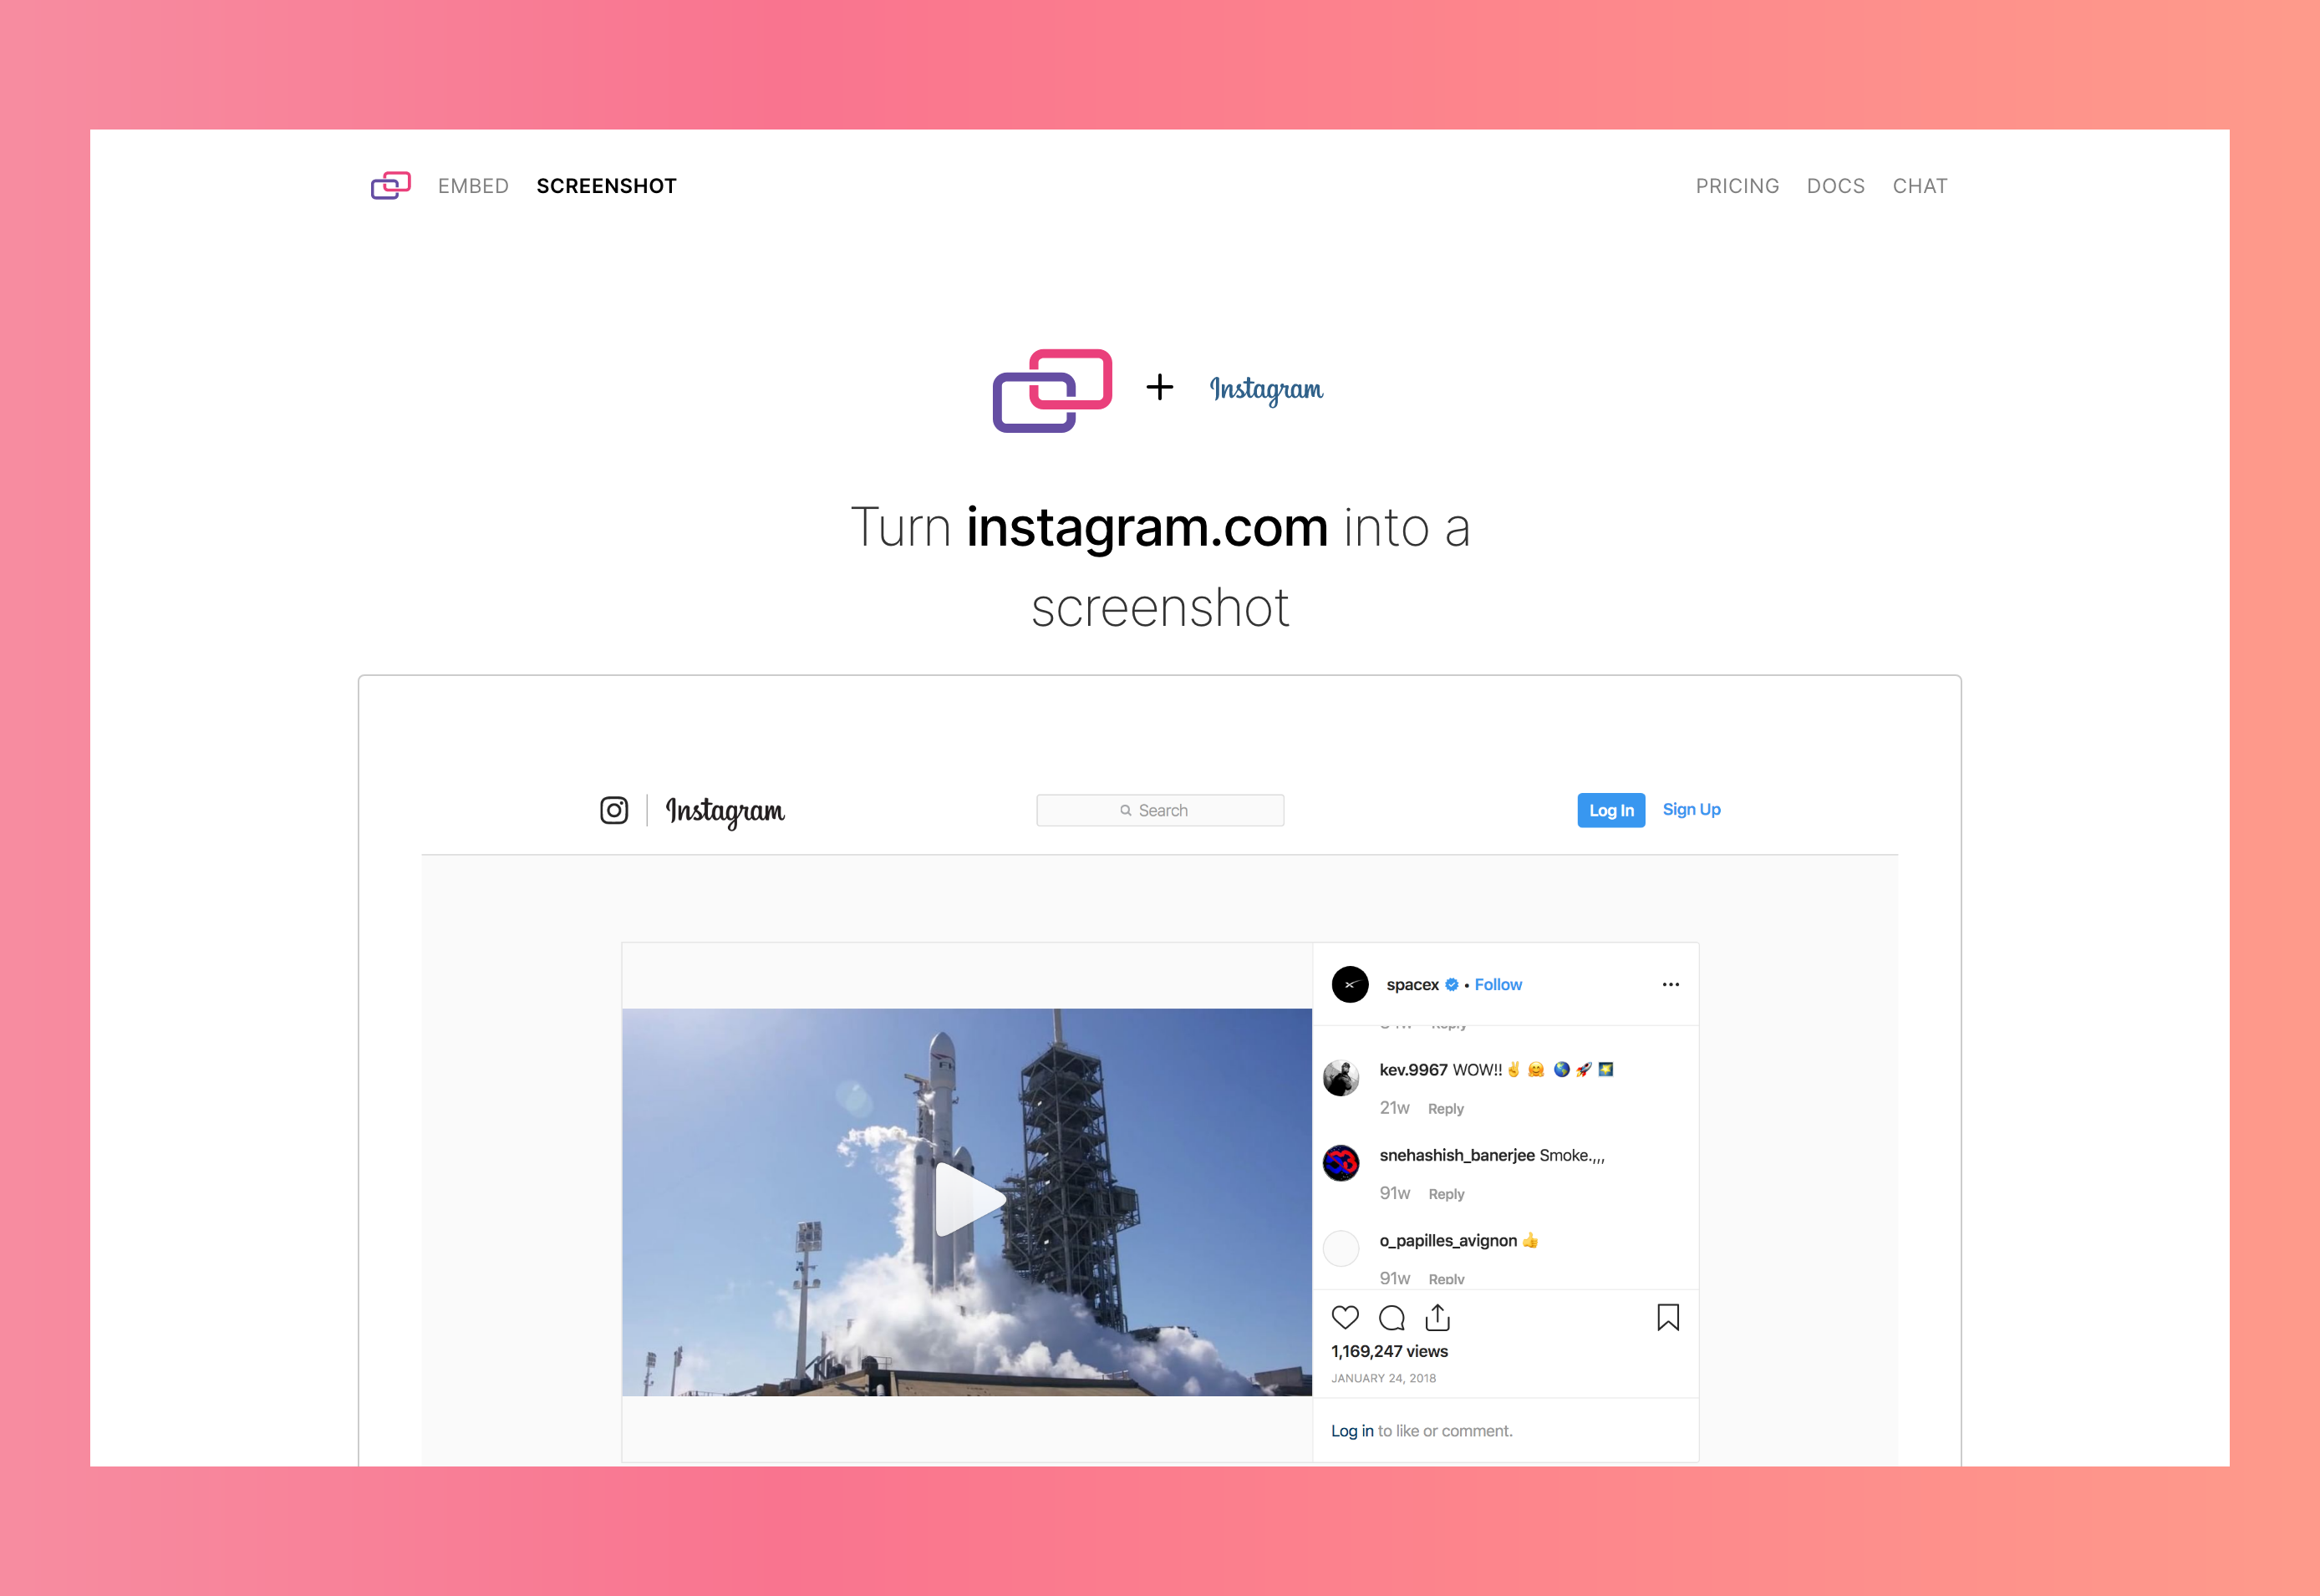 EMBED SCREENSHOT PRICING DOCS CHAT
+ Instagram
Turn instagram.com into a
screenshot
Instagram Search Log In Sign Up
spacex • Follow
kev.9967 WOW!!✌️ 🤗 🌎 🚀 🌠
21w Reply
snehashish_banerjee Smoke.,,,
91w Reply
o_papilles_avignon 👍
91w Reply
1,169,247 views
JANUARY 24, 2018
Log in to like or comment.